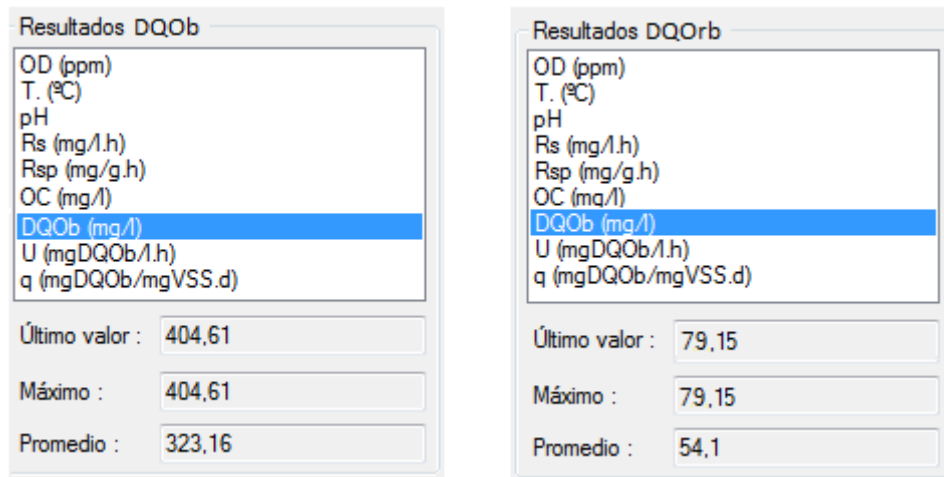 Resultados DQOb
OD (ppm)
T. (ºC)
pH
Rs (mg/l.h)
Rsp (mg/g.h)
OC (mg/l)
DQOb (mg/l)
U (mgDQOb/l.h)
q (mgDQOb/mgVSS.d)
Último valor : 404,61
Máximo : 404,61
Promedio : 323,16
Resultados DQOrb
OD (ppm)
T. (ºC)
pH
Rs (mg/l.h)
Rsp (mg/g.h)
OC (mg/l)
DQOb (mg/l)
U (mgDQOb/l.h)
q (mgDQOb/mgVSS.d)
Último valor : 79,15
Máximo : 79,15
Promedio : 54,1